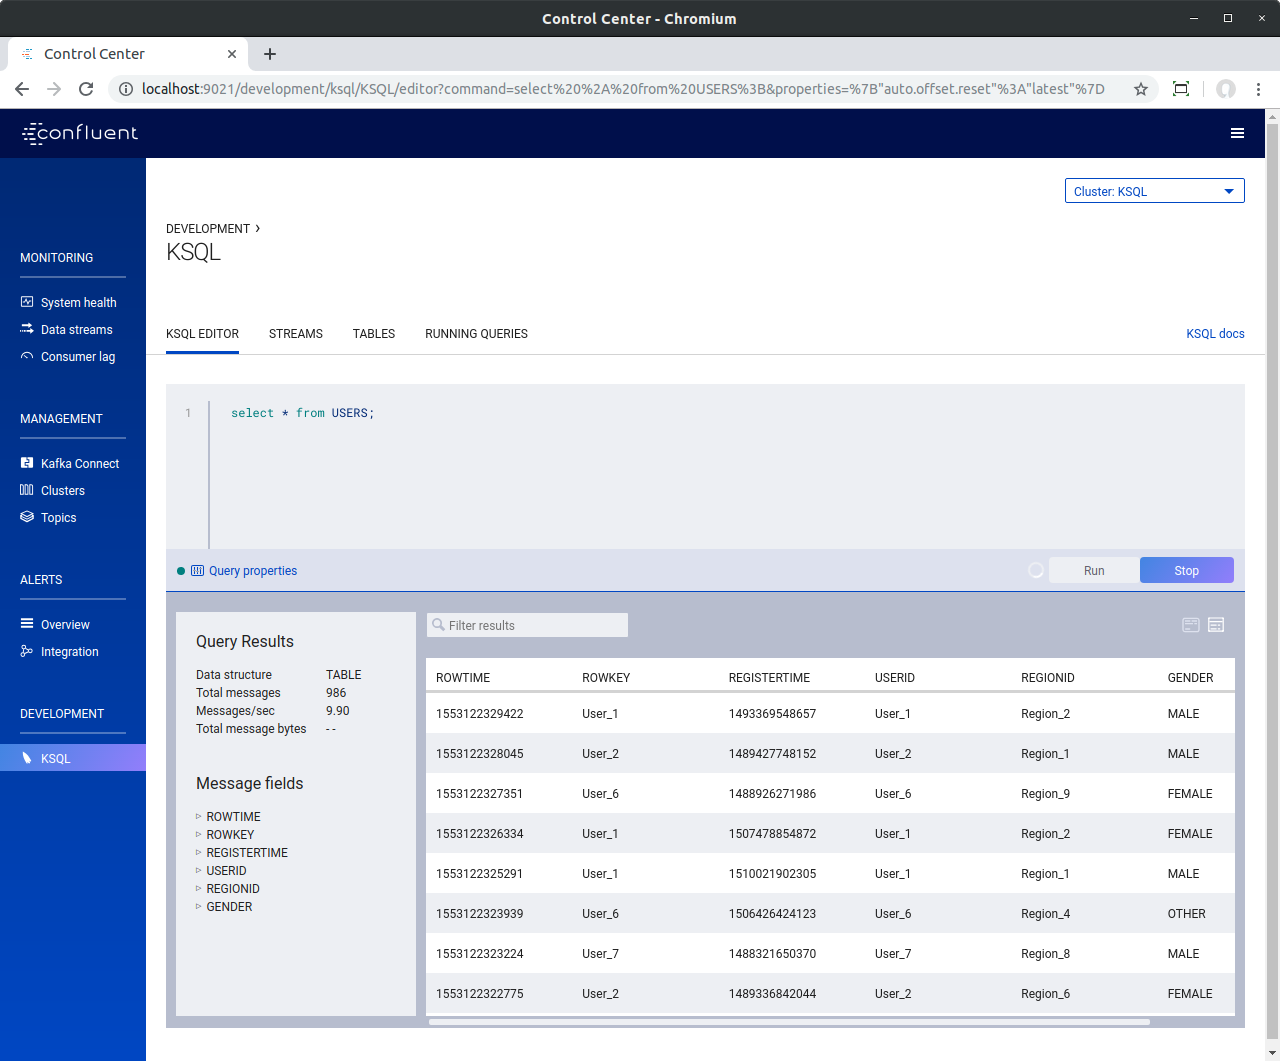 Control Center - Chromium
Control Center
localhost:9021/development/ksql/KSQL/editor?command=select%20%2A%20from%20USERS%3B&properties=%7B"auto.offset.reset"%3A"latest"%7D
confluent
Cluster: KSQL
DEVELOPMENT ›
KSQL
KSQL EDITOR STREAMS TABLES RUNNING QUERIES KSQL docs
MONITORING
System health
Data streams
Consumer lag
MANAGEMENT
Kafka Connect
Clusters
Topics
ALERTS
Overview
Integration
DEVELOPMENT
KSQL
1 select * from USERS;
Query properties Run Stop
Query Results
Data structure TABLE
Total messages 986
Messages/sec 9.90
Total message bytes - -
Message fields
ROWTIME
ROWKEY
REGISTERTIME
USERID
REGIONID
GENDER
Filter results
ROWTIME ROWKEY REGISTERTIME USERID REGIONID GENDER
1553122329422 User_1 1493369548657 User_1 Region_2 MALE
1553122328045 User_2 1489427748152 User_2 Region_1 MALE
1553122327351 User_6 1488926271986 User_6 Region_9 FEMALE
1553122326334 User_1 1507478854872 User_1 Region_2 FEMALE
1553122325291 User_1 1510021902305 User_1 Region_1 MALE
1553122323939 User_6 1506426424123 User_6 Region_4 OTHER
1553122323224 User_7 1488321650370 User_7 Region_8 MALE
1553122322775 User_2 1489336842044 User_2 Region_6 FEMALE